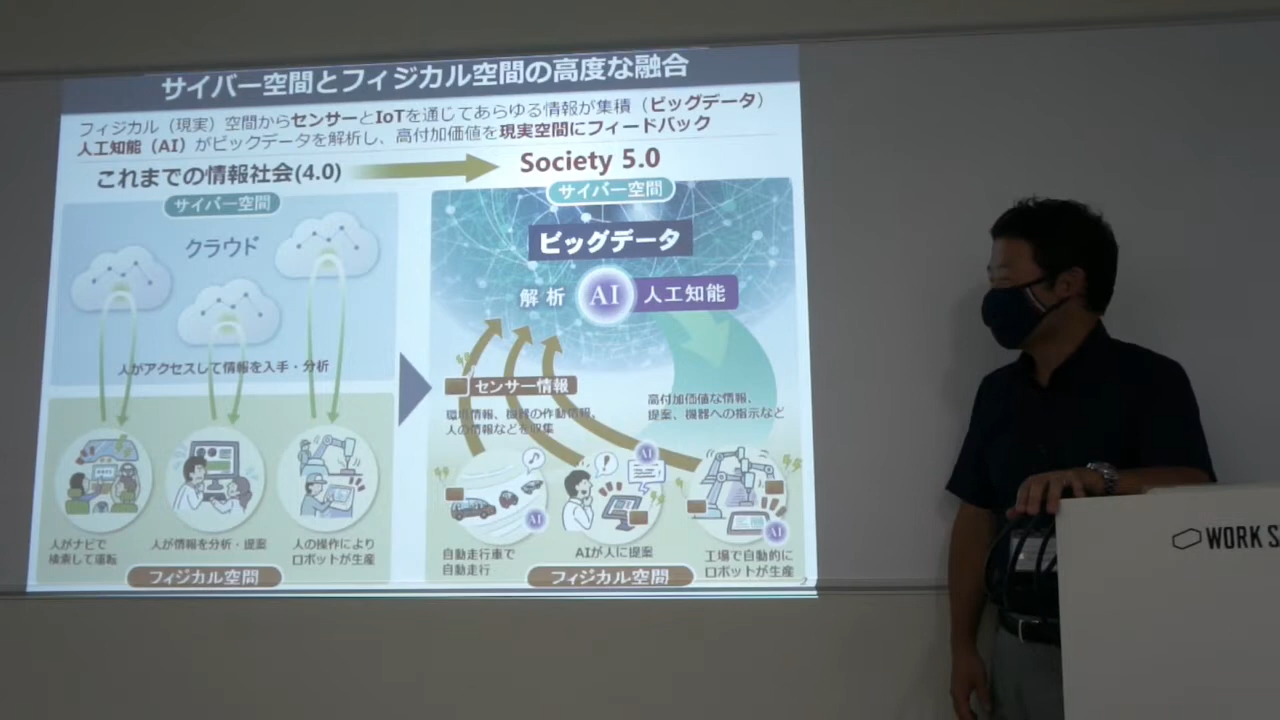 サイバー空間とフィジカル空間の高度な融合
フィジカル（現実）空間からセンサーとIoTを通じてあらゆる情報が集積（ビッグデータ）
人工知能（AI）がビックデータを解析し、高付加価値を現実空間にフィードバック
これまでの情報社会(4.0)
サイバー空間
クラウド
人がアクセスして情報を入手・分析
人がナビで
検索して運転
人が情報を分析・提案
人の操作により
ロボットが生産
フィジカル空間
Society 5.0
サイバー空間
ビッグデータ
解析 AI 人工知能
センサー情報
環境情報、機器の作動情報、
人の情報などを収集
高付加価値な情報、
提案、機器への指示など
AI
AI
AI
自動走行車で
自動走行
AIが人に提案
工場で自動的に
ロボットが生産
フィジカル空間
2
WORK S